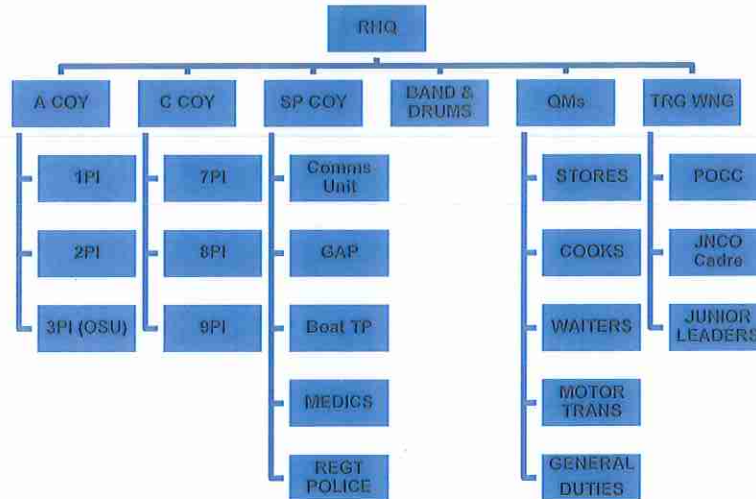 RHQ
A COY
C COY
SP COY
BAND &
DRUMS
QMs
TRG WNG
1Pl
7Pl
Comms
Unit
STORES
POCC
2Pl
8Pl
GAP
COOKS
JNCO
Cadre
3Pl (OSU)
9Pl
Boat TP
WAITERS
JUNIOR
LEADERS
MEDICS
MOTOR
TRANS
REGT
POLICE
GENERAL
DUTIES